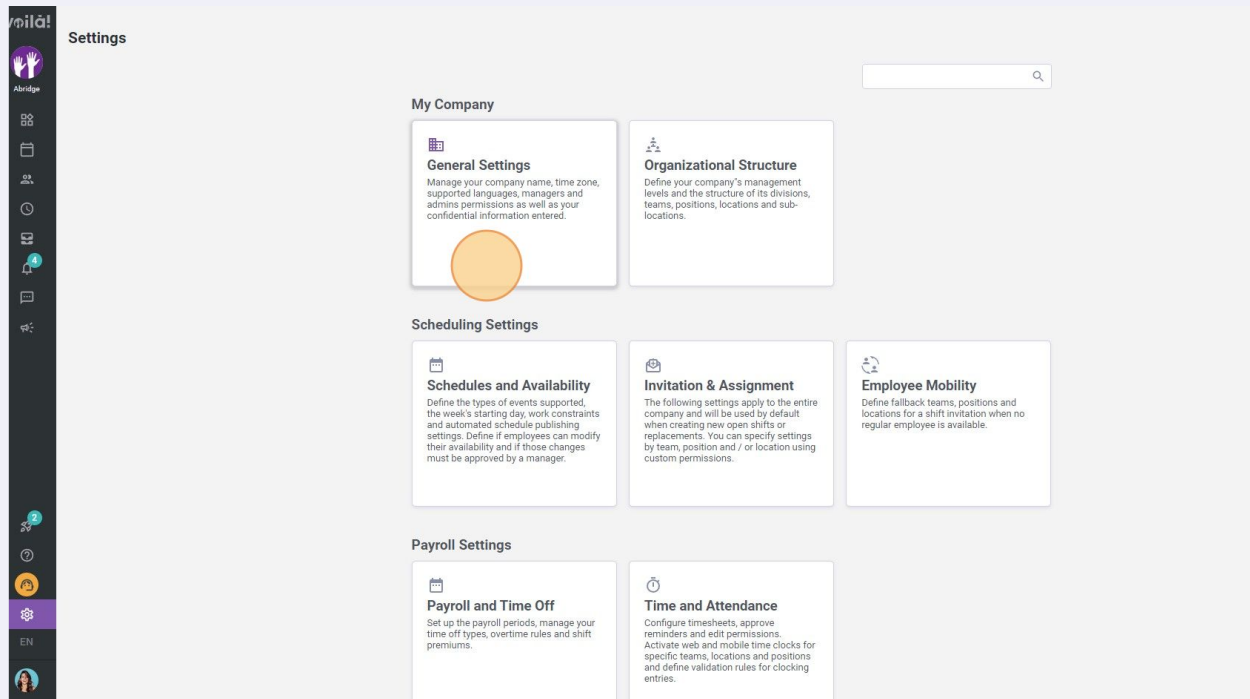 voilà!
Settings
Abridge
My Company
General Settings
Manage your company name, time zone,
supported languages, managers and
admins permissions as well as your
confidential information entered.
Organizational Structure
Define your company"s management
levels and the structure of its divisions,
teams, positions, locations and sub-
locations.
4
Scheduling Settings
Schedules and Availability
Define the types of events supported,
the week's starting day, work constraints
and automated schedule publishing
settings. Define if employees can modify
their availability and if those changes
must be approved by a manager.
Invitation & Assignment
The following settings apply to the entire
company and will be used by default
when creating new open shifts or
replacements. You can specify settings
by team, position and / or location using
custom permissions.
Employee Mobility
Define fallback teams, positions and
locations for a shift invitation when no
regular employee is available.
2
Payroll Settings
Payroll and Time Off
Set up the payroll periods, manage your
time off types, overtime rules and shift
premiums.
Time and Attendance
Configure timesheets, approve
reminders and edit permissions.
Activate web and mobile time clocks for
specific teams, locations and positions
and define validation rules for clocking
entries.
EN